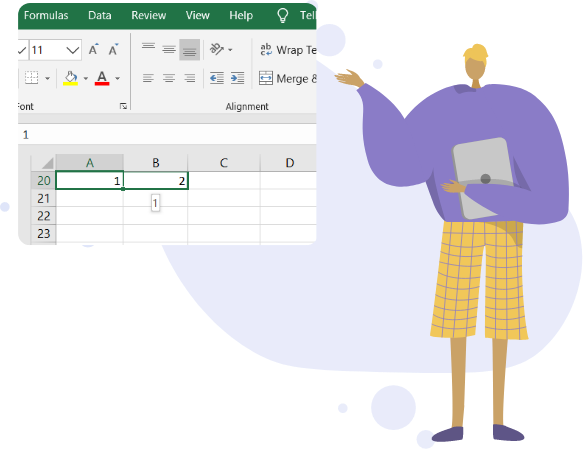 Formulas Data Review View Help Tell
11 A A ab Wrap Te
A Merge &
Font Alignment
1
A B C D
20 1 2
21 1
22
23